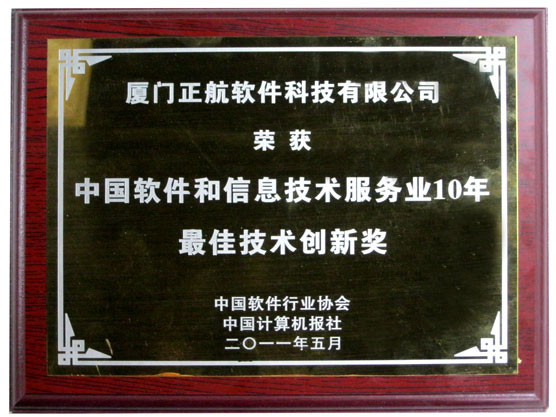 厦门正航软件科技有限公司
荣获
中国软件和信息技术服务业10年
最佳技术创新奖
中国软件行业协会
中国计算机报社
二〇一一年五月